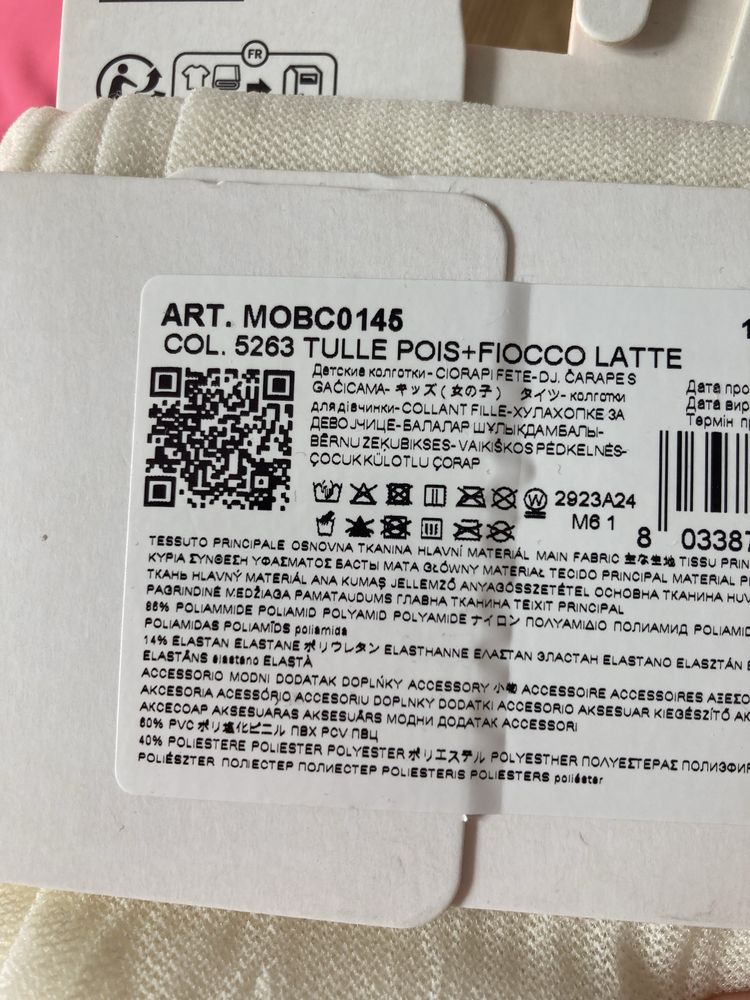 FR
ART. MOBC0145
COL. 5263 TULLE POIS+FIOCCO LATTE
Детские колготки- CIORAPI FETE- DJ. ČARAPE S
GAĆICAMA- キッズ(女の子) タイツ- колготки
для дівчинки- COLLANT FILLE- ХУЛАХОПКЕ ЗА
ДЕВОЈЧИЦЕ- БАЛАЛАР ШҰЛЫҚДАМБАЛЫ-
BĒRNU ZEĶUBIKSES- VAIKIŠKOS PĖDKELNĖS-
ÇOCUK KÜLOTLU ÇORAP
Дата про
Дата вир
Термін п
W 2923A24
M6 1
8 03387
TESSUTO PRINCIPALE OSNOVNA TKANINA HLAVNÍ MATERIÁL MAIN FABRIC 主な生地 TISSU PRIN
ΚΥΡΙΑ ΣΥΝΘΕΣΗ ΥΦΑΣΜΑΤΟΣ БАСТЫ МАТА GŁÓWNY MATERIAŁ TECIDO PRINCIPAL MATERIAL P
ТКАНЬ HLAVNÝ MATERIÁL ANA KUMAŞ JELLEMZŐ ANYAGÖSSZETÉTEL ОСНОВНА ТКАНИНА HUV
PAGRINDINĖ MEDŽIAGA PAMATAUDUMS ГЛАВНА ТКАНИНА TEIXIT PRINCIPAL
86% POLIAMMIDE POLIAMID POLYAMID POLYAMIDE ナイロン ΠΟΛΥΑΜΙΔΙΟ ПОЛИАМИД POLIAMID
POLIAMIDAS POLIAMĪDS poliamida
14% ELASTAN ELASTANE ポリウレタン ELASTHANNE ΕΛΑΣΤΑΝ ЭЛАСТАН ELASTANO ELASZTÁN
ELASTĀNS elastano ELASTÀ
ACCESSORIO MODNI DODATAK DOPLŇKY ACCESSORY 小物 ACCESSOIRE ACCESSOIRES ΑΞΕΣΟ
AKCESORIA ACESSÓRIO ACCESORIU DOPLNKY DODATKI ACCESORIO AKSESUAR KIEGÉSZÍTŐ AK
АКСЕСОАР AKSESUARAS AKSESUĀRS МОДНИ ДОДАТАК ACCESSORI
60% PVC ポリ塩化ビニル ПВХ PCV ПВЦ
40% POLIESTERE POLIESTER POLYESTER ポリエステル POLYESTHER ΠΟΛΥΕΣΤΕΡΑΣ ПОЛИЭФИР
POLIÉSZTER ПОЛІЕСТЕР ПОЛИЕСТЕР POLIESTERIS POLIESTERS poliéster